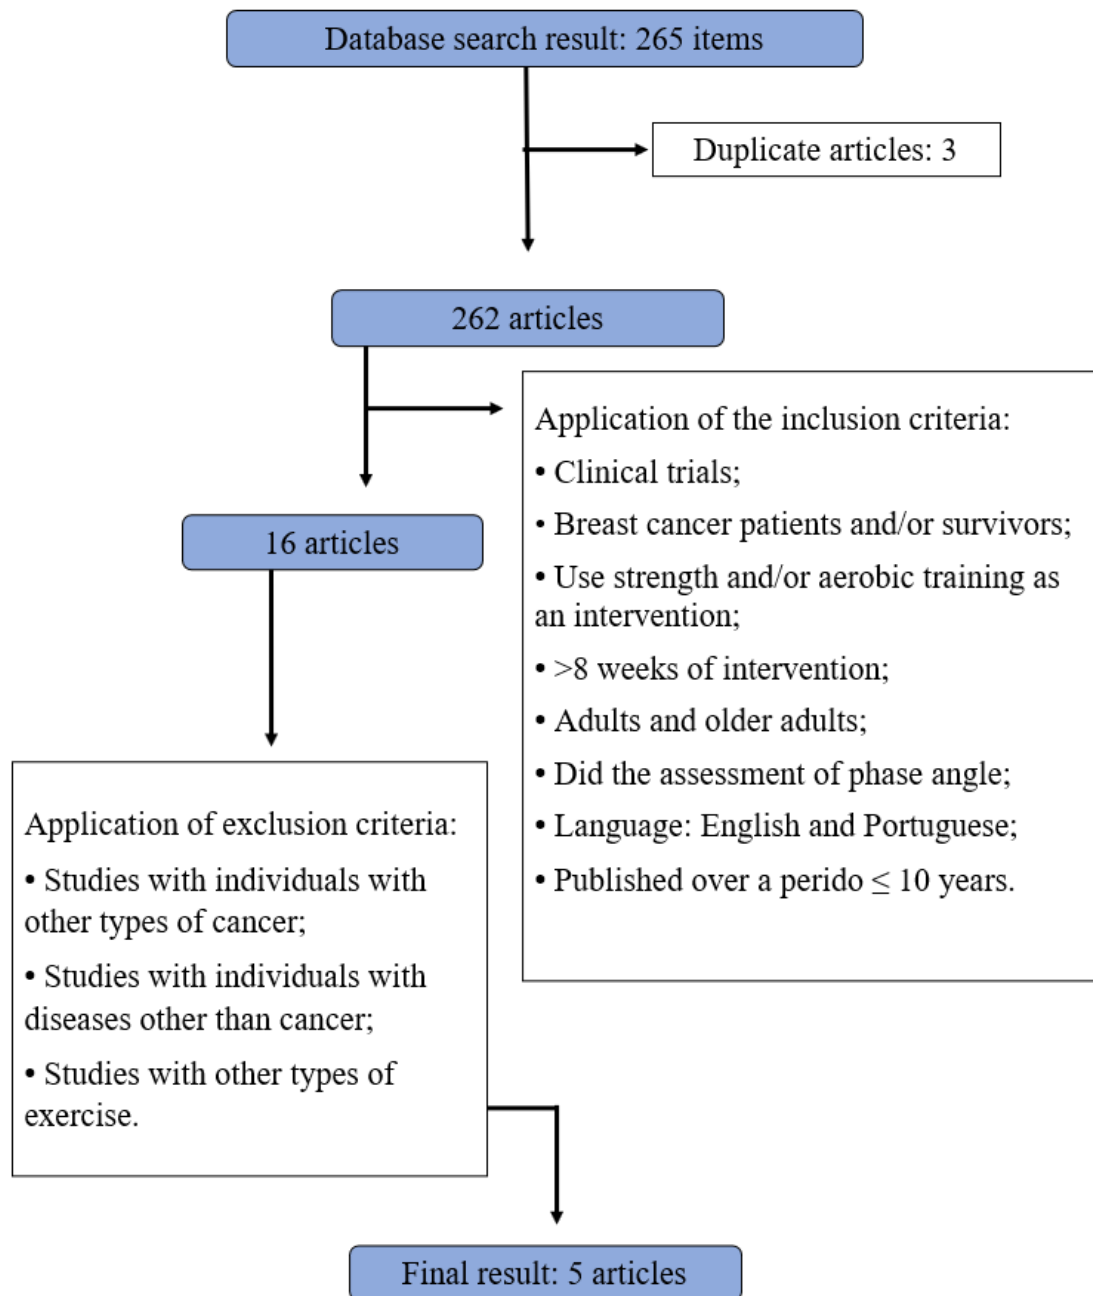 Database search result: 265 items
Duplicate articles: 3
262 articles
Application of the inclusion criteria:
• Clinical trials;
• Breast cancer patients and/or survivors;
• Use strength and/or aerobic training as
an intervention;
• >8 weeks of intervention;
• Adults and older adults;
• Did the assessment of phase angle;
• Language: English and Portuguese;
• Published over a perido ≤ 10 years.
16 articles
Application of exclusion criteria:
• Studies with individuals with
other types of cancer;
• Studies with individuals with
diseases other than cancer;
• Studies with other types of
exercise.
Final result: 5 articles